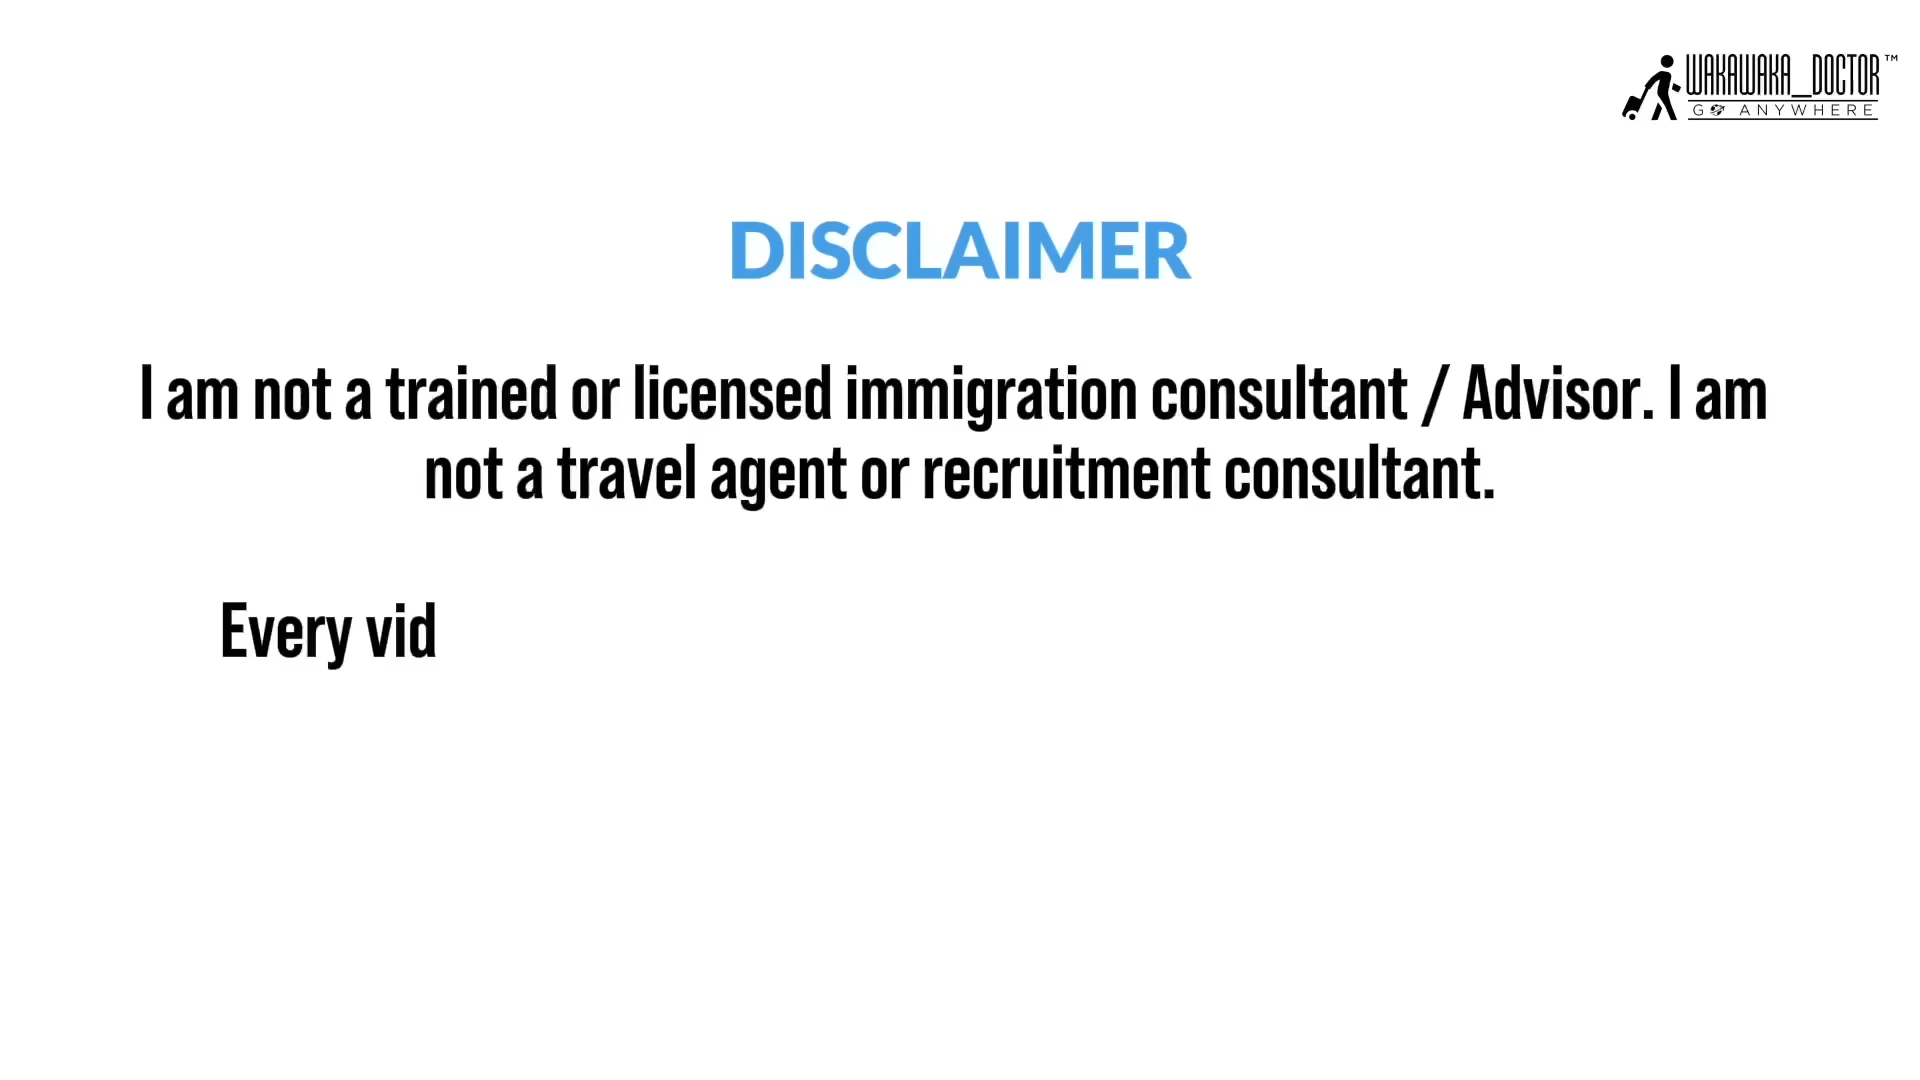 WAKAWAKA_DOCTOR™
GO ANYWHERE
DISCLAIMER
I am not a trained or licensed immigration consultant / Advisor. I am
not a travel agent or recruitment consultant.
Every vid